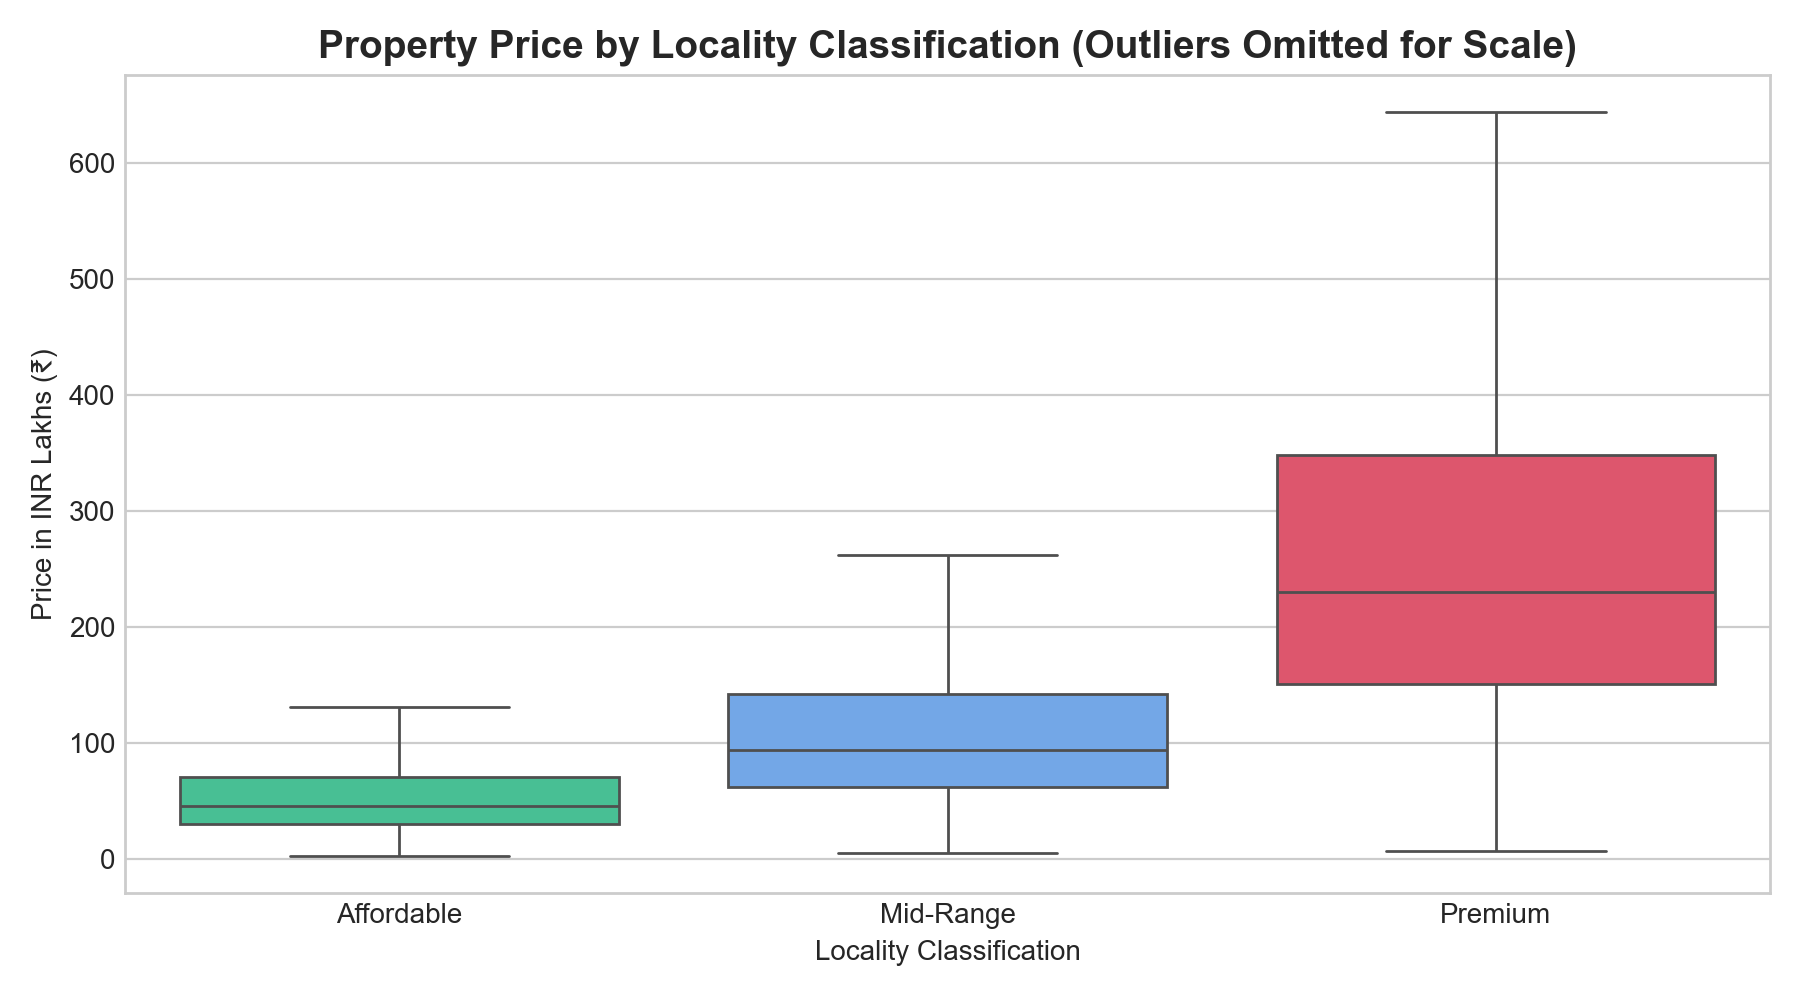 Property Price by Locality Classification (Outliers Omitted for Scale)
Price in INR Lakhs (₹)
600
500
400
300
200
100
0
Affordable
Mid-Range
Premium
Locality Classification